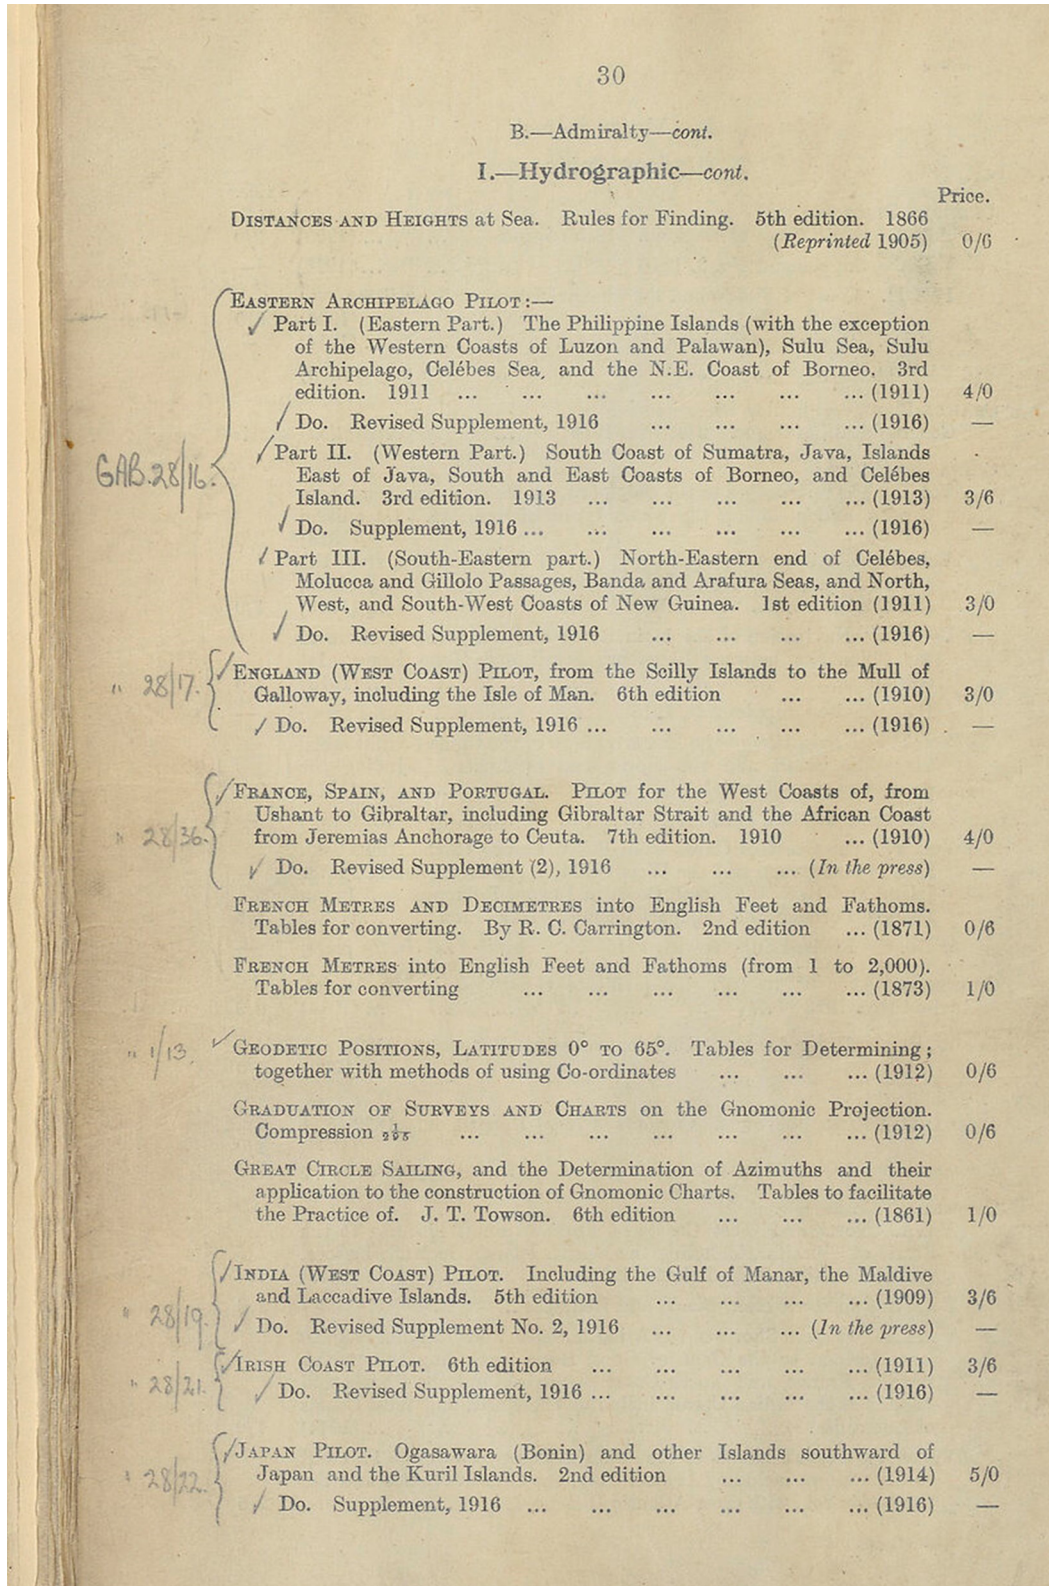 30
B.—Admiralty—cont.
I.—Hydrographic—cont.
Price.
DISTANCES AND HEIGHTS at Sea. Rules for Finding. 5th edition. 1866
(Reprinted 1905) 0/6
EASTERN ARCHIPELAGO PILOT:—
Part I. (Eastern Part.) The Philippine Islands (with the exception
of the Western Coasts of Luzon and Palawan), Sulu Sea, Sulu
Archipelago, Celébes Sea, and the N.E. Coast of Borneo. 3rd
edition. 1911 ... ... ... ... ... ... ... (1911) 4/0
Do. Revised Supplement, 1916 ... ... ... ... (1916) —
Part II. (Western Part.) South Coast of Sumatra, Java, Islands
GAB. 28/16. East of Java, South and East Coasts of Borneo, and Celébes
Island. 3rd edition. 1913 ... ... ... ... ... (1913) 3/6
Do. Supplement, 1916 ... ... ... ... ... ... (1916) —
Part III. (South-Eastern part.) North-Eastern end of Celébes,
Molucca and Gillolo Passages, Banda and Arafura Seas, and North,
West, and South-West Coasts of New Guinea. 1st edition (1911) 3/0
Do. Revised Supplement, 1916 ... ... ... ... (1916) —
ENGLAND (WEST COAST) PILOT, from the Scilly Islands to the Mull of
" 28/17. Galloway, including the Isle of Man. 6th edition ... ... (1910) 3/0
Do. Revised Supplement, 1916 ... ... ... ... ... (1916) —
FRANCE, SPAIN, AND PORTUGAL. PILOT for the West Coasts of, from
Ushant to Gibraltar, including Gibraltar Strait and the African Coast
" 28/36. from Jeremias Anchorage to Ceuta. 7th edition. 1910 ... (1910) 4/0
Do. Revised Supplement (2), 1916 ... ... ... (In the press) —
FRENCH METRES AND DECIMETRES into English Feet and Fathoms.
Tables for converting. By R. C. Carrington. 2nd edition ... (1871) 0/6
FRENCH METRES into English Feet and Fathoms (from 1 to 2,000).
Tables for converting ... ... ... ... ... ... (1873) 1/0
" 1/13. GEODETIC POSITIONS, LATITUDES 0° TO 65°. Tables for Determining;
together with methods of using Co-ordinates ... ... ... (1912) 0/6
GRADUATION OF SURVEYS AND CHARTS on the Gnomonic Projection.
Compression ... ... ... ... ... ... ... (1912) 0/6
GREAT CIRCLE SAILING, and the Determination of Azimuths and their
application to the construction of Gnomonic Charts. Tables to facilitate
the Practice of. J. T. Towson. 6th edition ... ... ... (1861) 1/0
INDIA (WEST COAST) PILOT. Including the Gulf of Manar, the Maldive
" 28/19. and Laccadive Islands. 5th edition ... ... ... ... (1909) 3/6
Do. Revised Supplement No. 2, 1916 ... ... ... (In the press) —
IRISH COAST PILOT. 6th edition ... ... ... ... ... (1911) 3/6
" 28/21. Do. Revised Supplement, 1916 ... ... ... ... ... (1916) —
JAPAN PILOT. Ogasawara (Bonin) and other Islands southward of
" 28/22. Japan and the Kuril Islands. 2nd edition ... ... ... (1914) 5/0
Do. Supplement, 1916 ... ... ... ... ... ... (1916) —